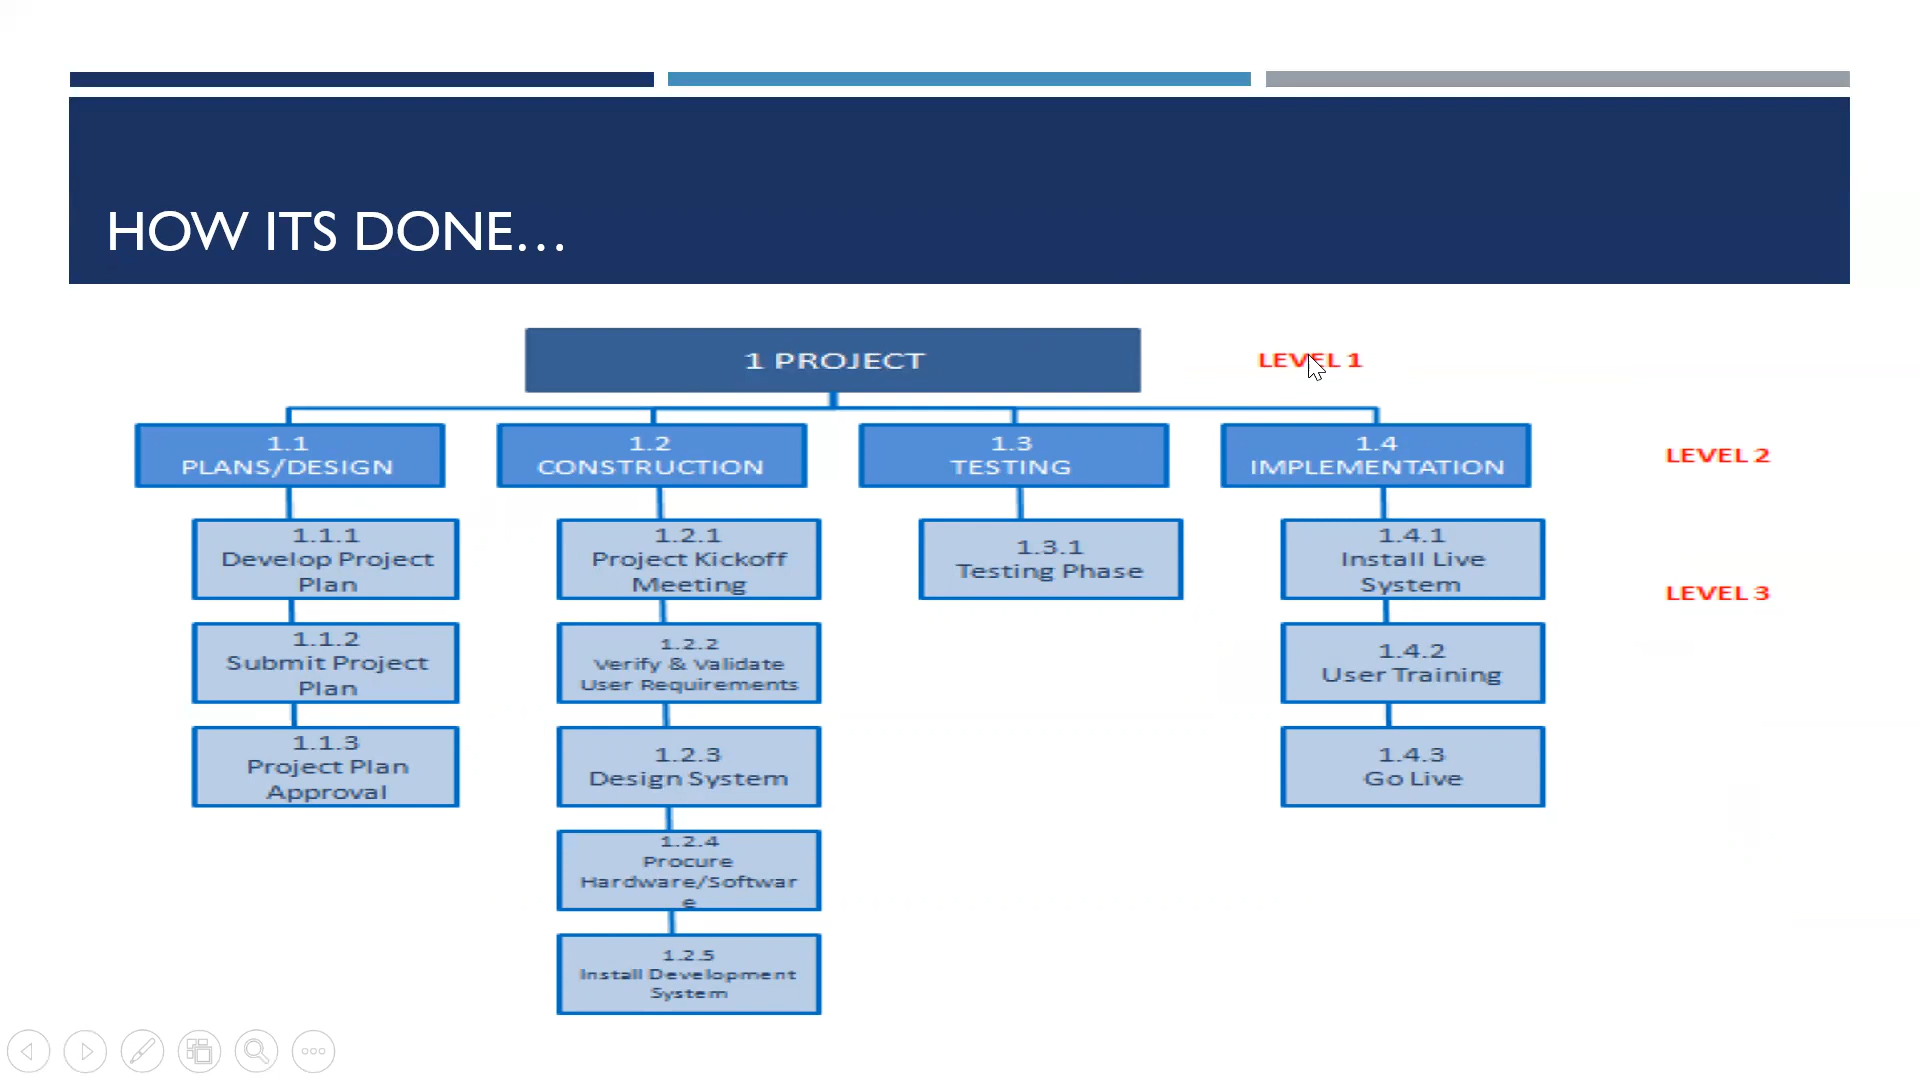 HOW ITS DONE...
1 PROJECT
LEVEL 1
1.1
PLANS/DESIGN
1.2
CONSTRUCTION
1.3
TESTING
1.4
IMPLEMENTATION
LEVEL 2
1.1.1
Develop Project
Plan
1.2.1
Project Kickoff
Meeting
1.3.1
Testing Phase
1.4.1
Install Live
System
LEVEL 3
1.1.2
Submit Project
Plan
1.2.2
Verify & Validate
User Requirements
1.4.2
User Training
1.1.3
Project Plan
Approval
1.2.3
Design System
1.4.3
Go Live
1.2.4
Procure
Hardware/Softwar
e
1.2.5
Install Development
System